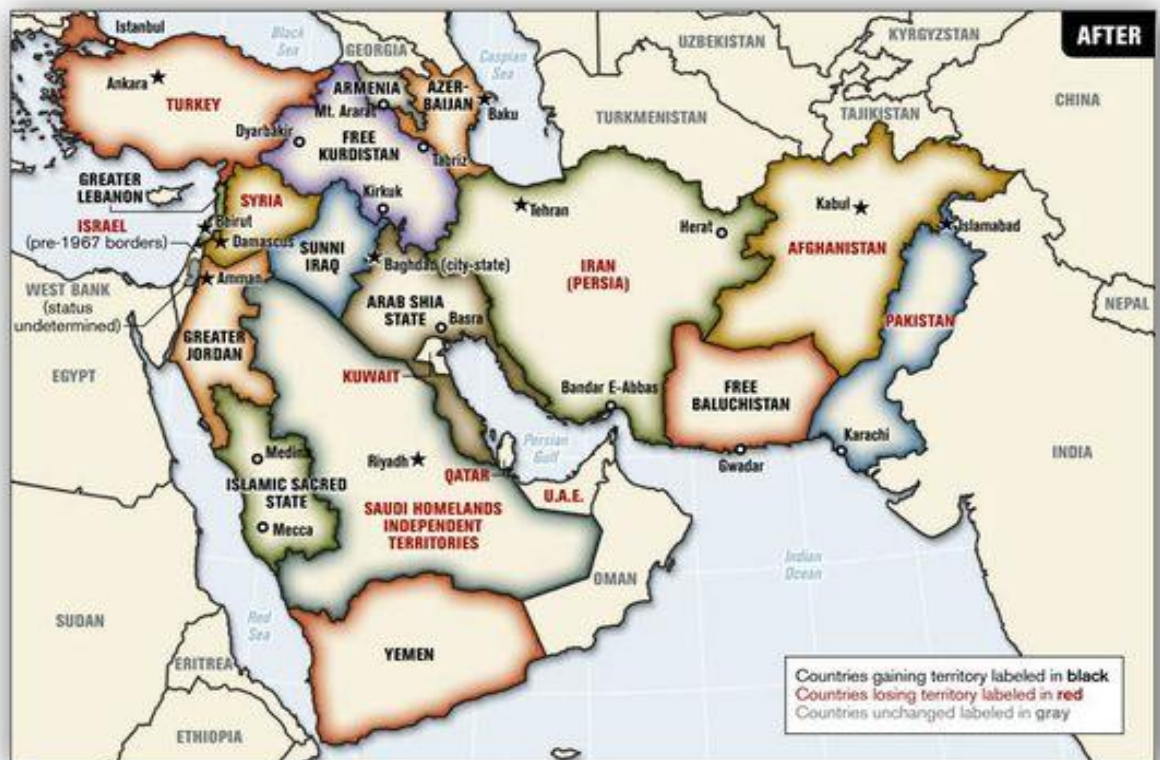 AFTER
Istanbul
Black
Sea
GEORGIA
Caspian
Sea
UZBEKISTAN
KYRGYZSTAN
Ankara
TURKEY
ARMENIA
AZER-
BAIJAN
Baku
Mt. Ararat
TURKMENISTAN
TAJIKISTAN
CHINA
Dyarbakir
FREE
KURDISTAN
Tabriz
GREATER
LEBANON
SYRIA
Kirkuk
Tehran
Herat
Kabul
Islamabad
ISRAEL
(pre-1967 borders)
Beirut
Damascus
SUNNI
IRAQ
Baghdad (city-state)
AFGHANISTAN
IRAN
(PERSIA)
WEST BANK
(status
undetermined)
Amman
ARAB SHIA
STATE
Basra
NEPAL
PAKISTAN
GREATER
JORDAN
EGYPT
KUWAIT
Bandar E-Abbas
FREE
BALUCHISTAN
Karachi
Medina
Riyadh
Persian
Gulf
Gwadar
INDIA
ISLAMIC SACRED
STATE
QATAR
U.A.E.
Mecca
SAUDI HOMELANDS
INDEPENDENT
TERRITORIES
OMAN
Indian
Ocean
SUDAN
Red
Sea
YEMEN
ERITREA
ETHIOPIA
Countries gaining territory labeled in black
Countries losing territory labeled in red
Countries unchanged labeled in gray